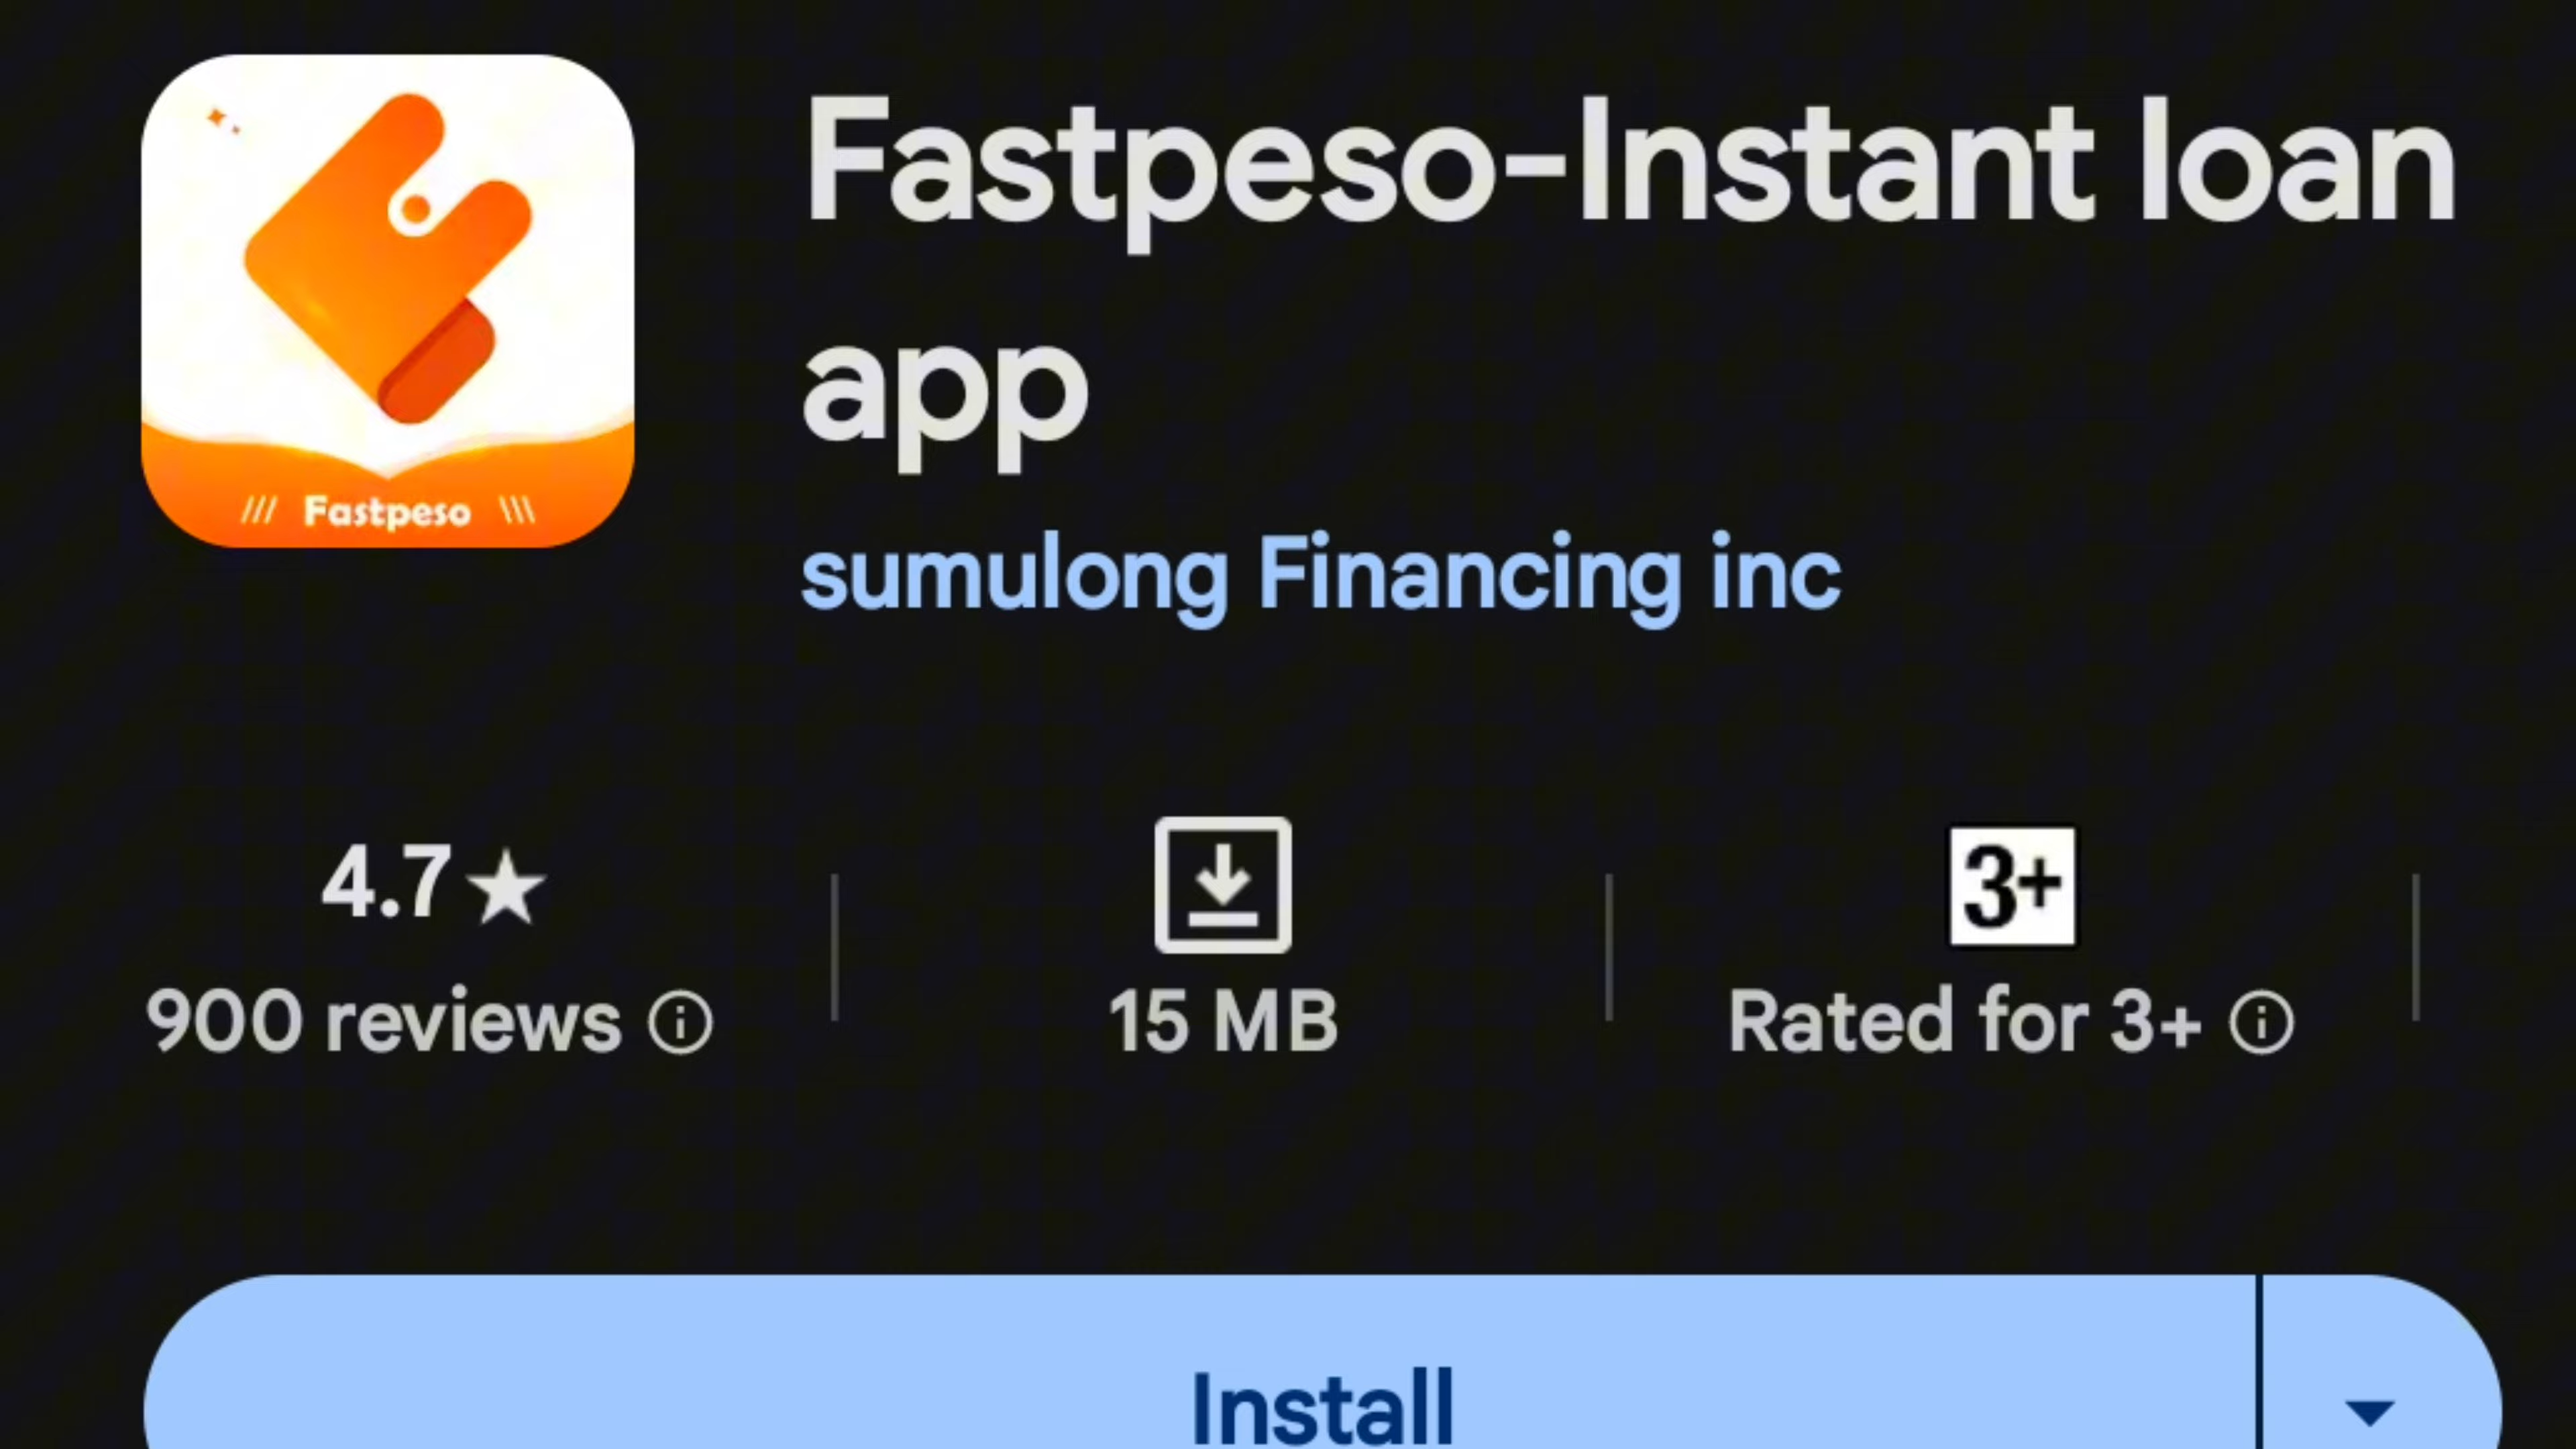 Fastpeso-Instant loan
app
sumulong Financing inc
Fastpeso
4.7★
900 reviews
15 MB
3+
Rated for 3+
Install